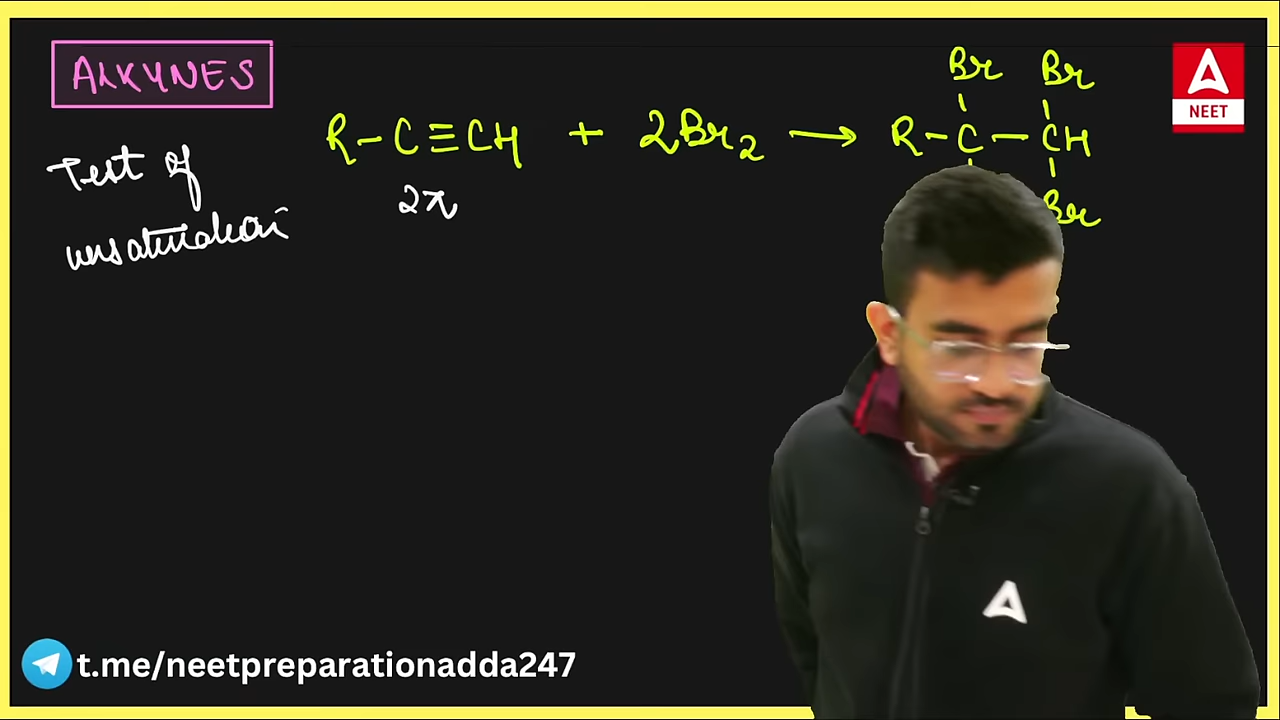 ALKYNES
Test of
unsaturation
R-C≡CH + 2Br2 → R-C-CH
Br Br
Br
2π
NEET
t.me/neetpreparationadda247